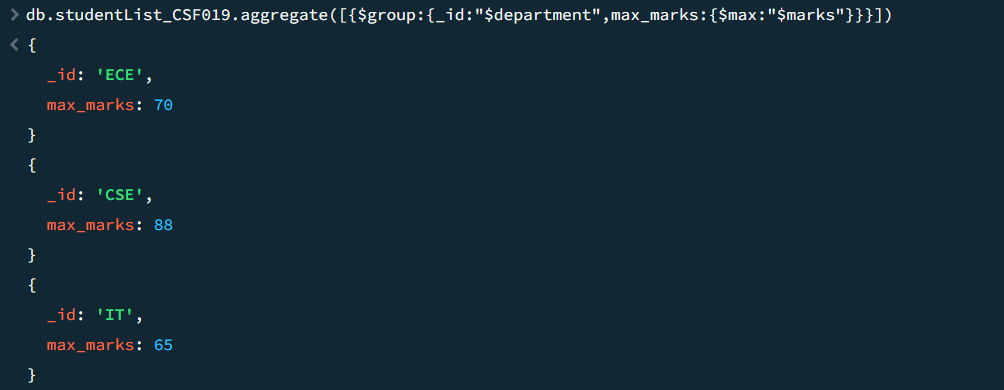 > db.studentList_CSF019.aggregate([{$group:{_id:"$department",max_marks:{$max:"$marks"}}}])
< {
_id: 'ECE',
max_marks: 70
}
{
_id: 'CSE',
max_marks: 88
}
{
_id: 'IT',
max_marks: 65
}